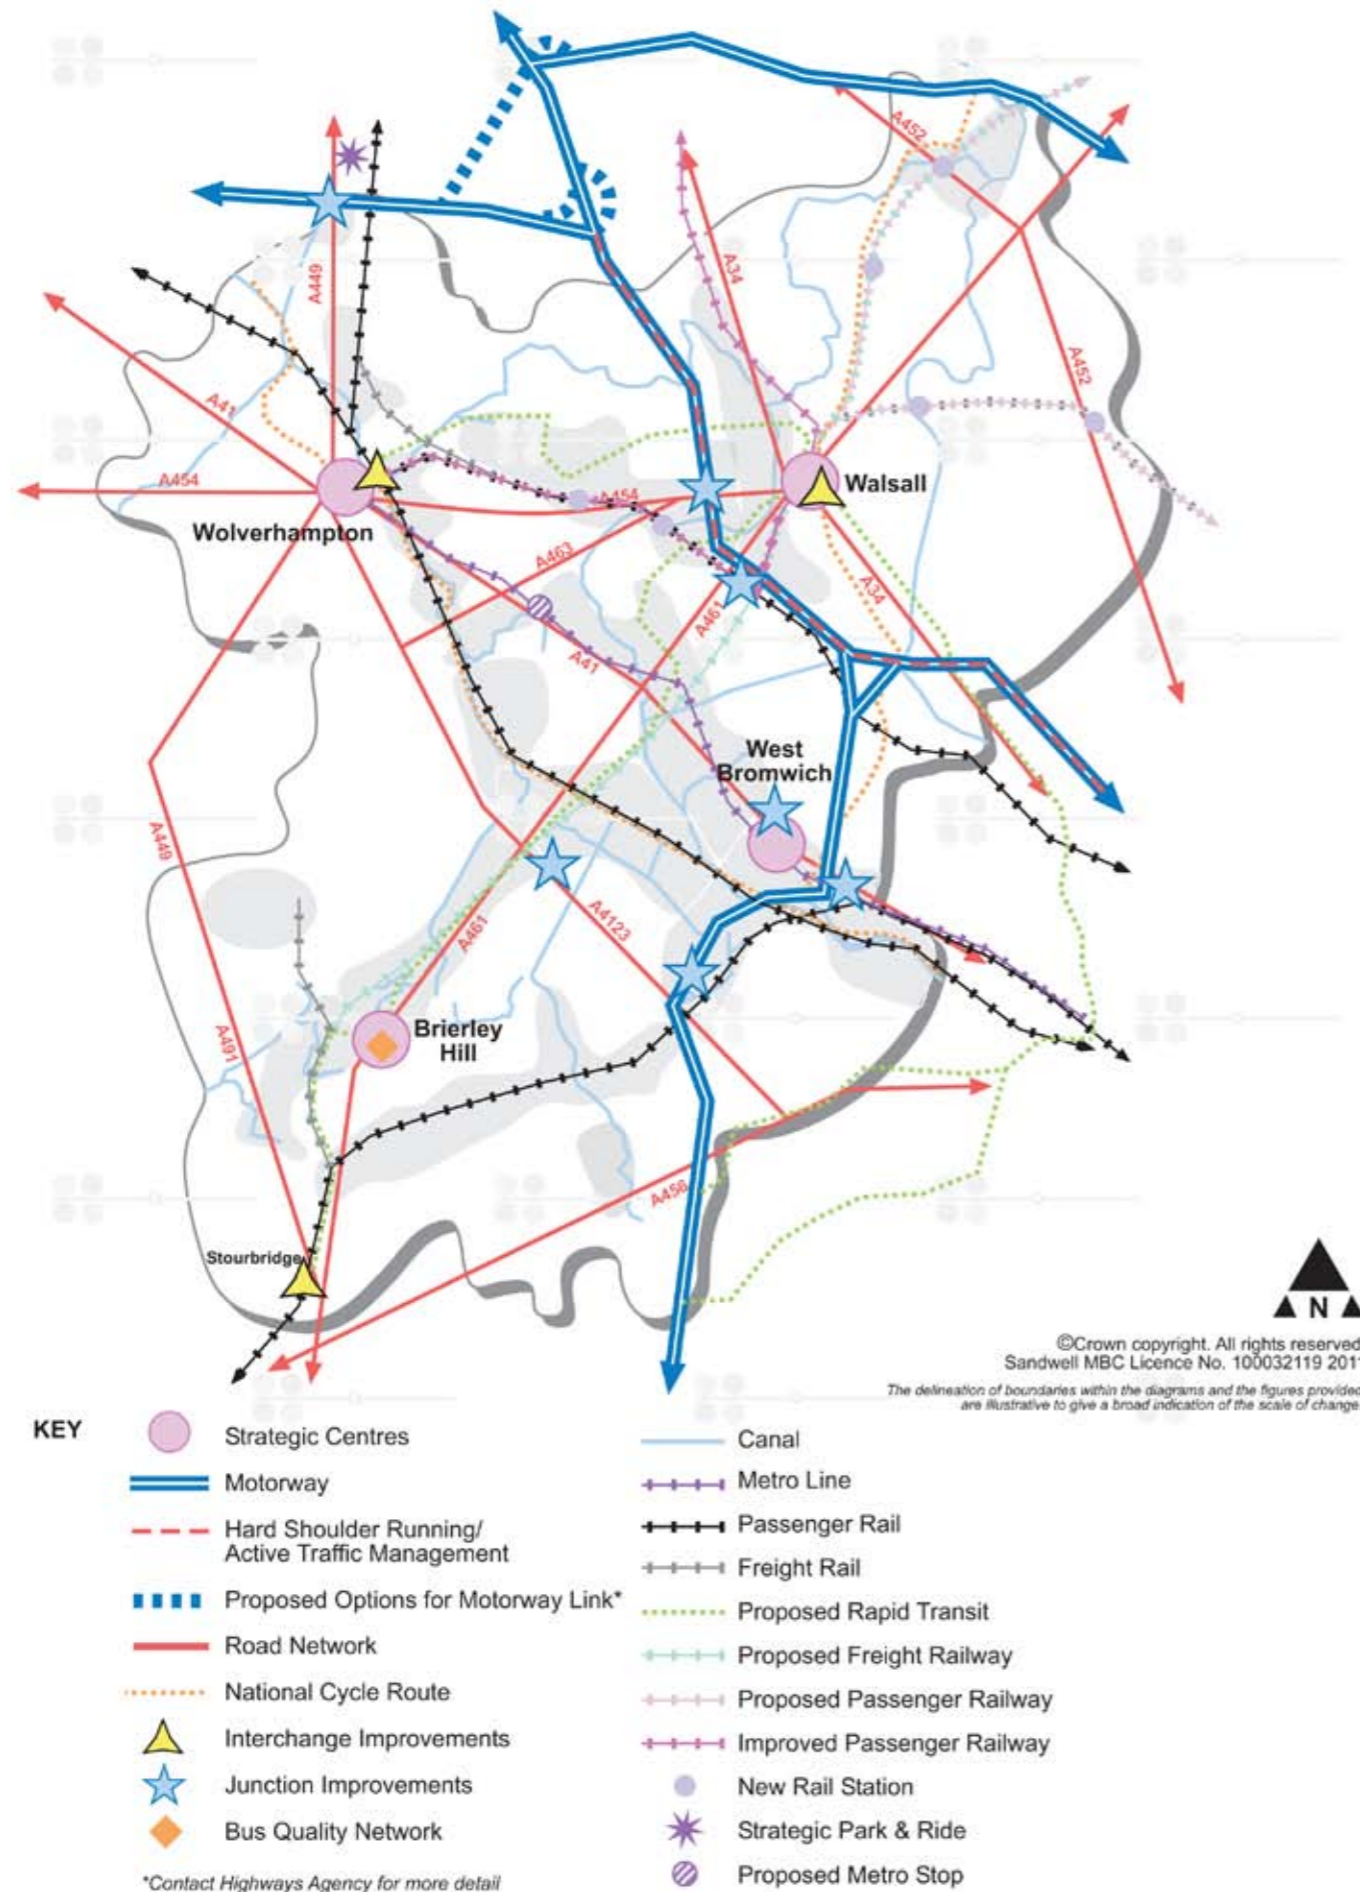 A452
A449
A34
A452
A41
A454
Walsall
A454
Wolverhampton
A463
A34
A461
A41
West
Bromwich
A449
A4123
A461
Brierley
Hill
A491
A456
Stourbridge
N
©Crown copyright. All rights reserved
Sandwell MBC Licence No. 100032119 2011
The delineation of boundaries within the diagrams and the figures provided
are illustrative to give a broad indication of the scale of change
KEY
Strategic Centres
Motorway
Hard Shoulder Running/
Active Traffic Management
Proposed Options for Motorway Link*
Road Network
National Cycle Route
Interchange Improvements
Junction Improvements
Bus Quality Network
*Contact Highways Agency for more detail
Canal
Metro Line
Passenger Rail
Freight Rail
Proposed Rapid Transit
Proposed Freight Railway
Proposed Passenger Railway
Improved Passenger Railway
New Rail Station
Strategic Park & Ride
Proposed Metro Stop